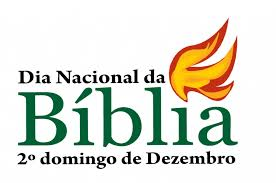 Dia Nacional da
Bíblia
2º domingo de Dezembro